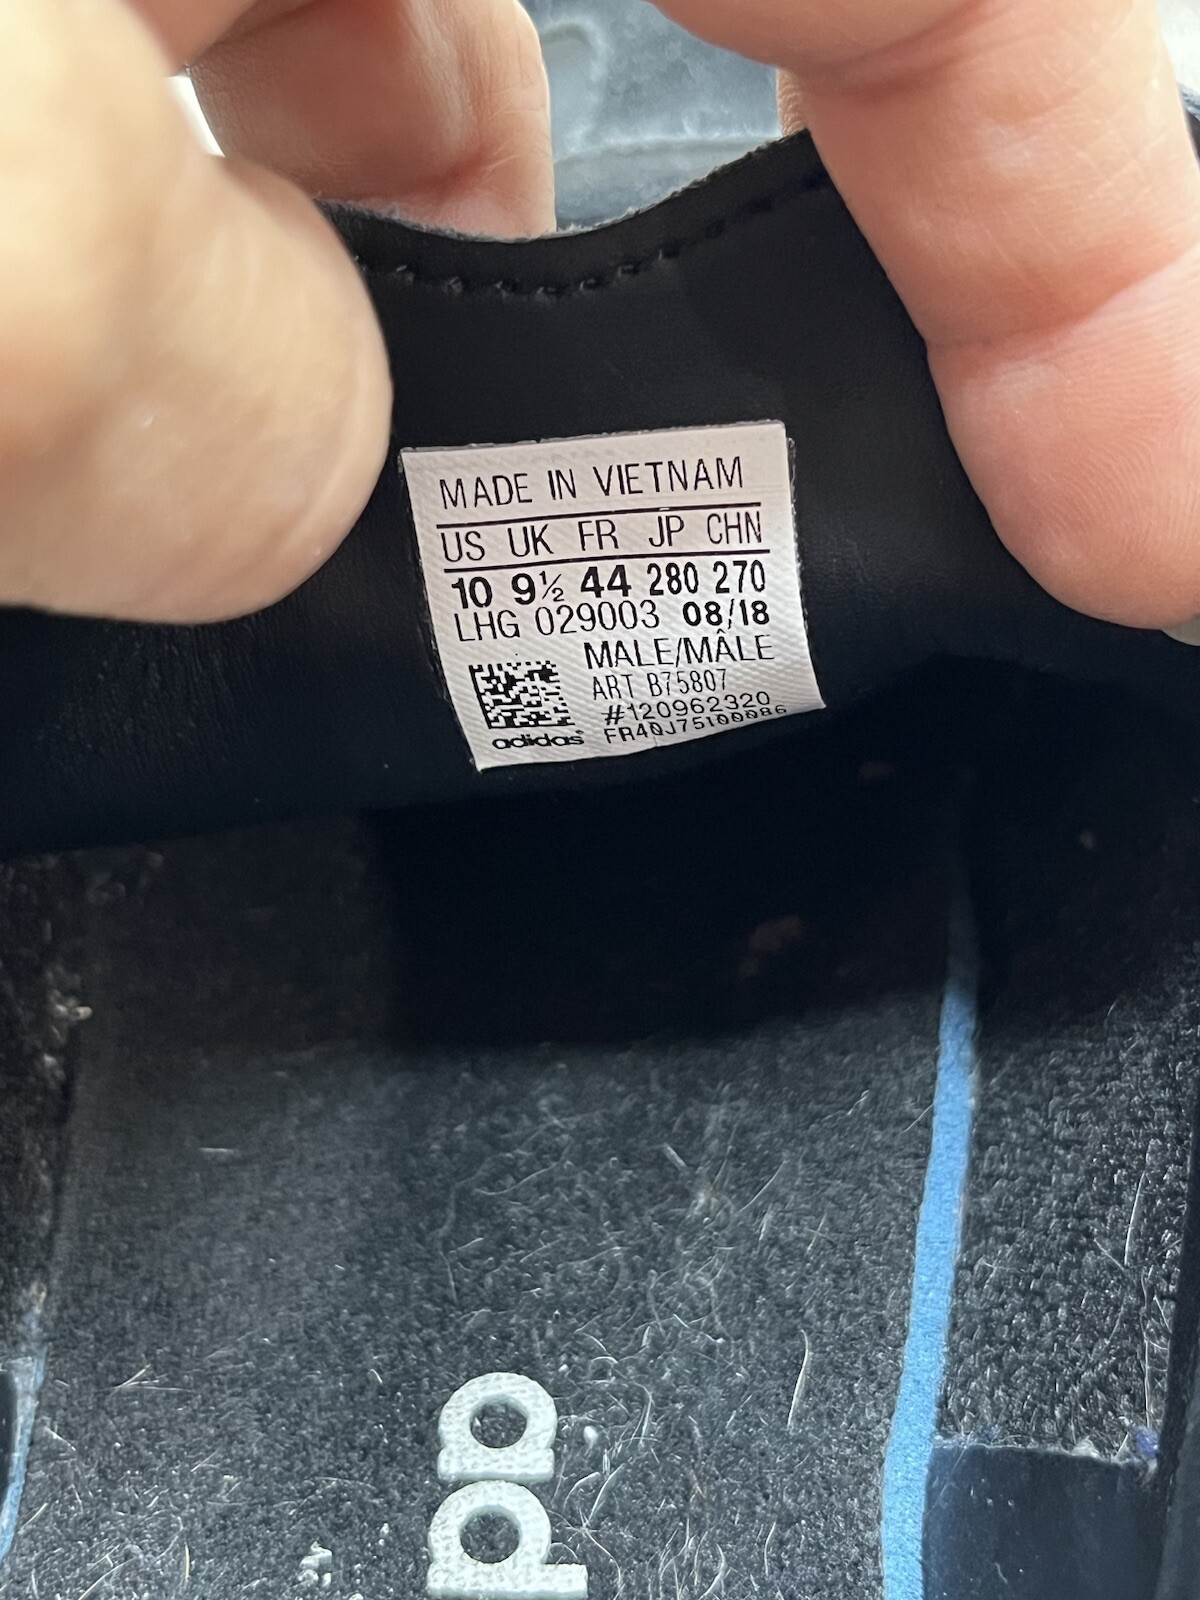 MADE IN VIETNAM
US UK FR JP CHN
10 9½ 44 280 270
LHG 029003 08/18
MALE/MÂLE
ART B75807
#120962320
FR40J75100086
adidas
ad